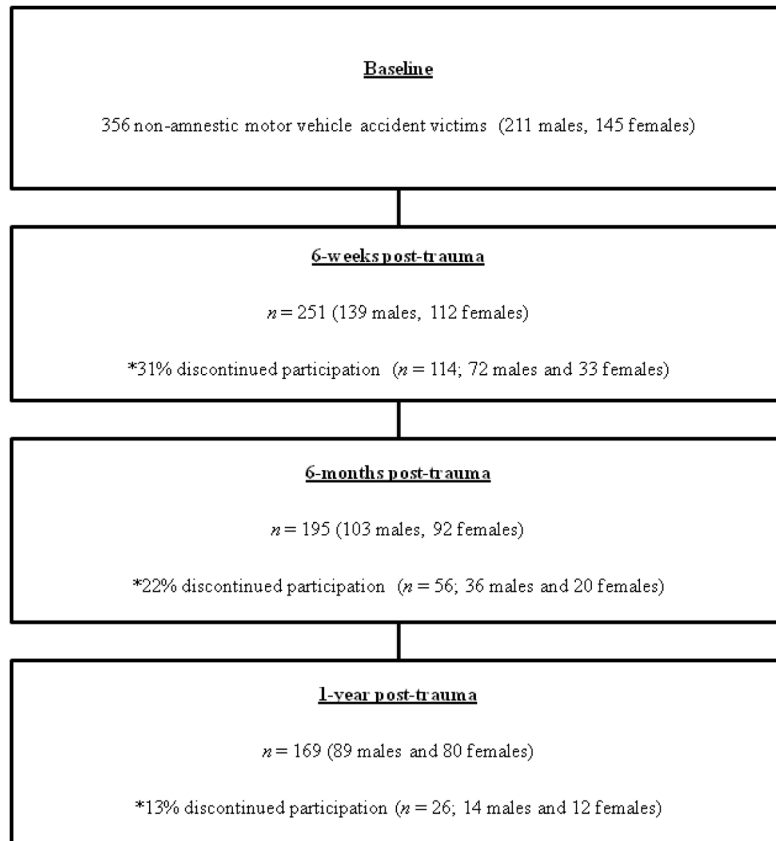 Baseline
356 non-amnestic motor vehicle accident victims (211 males, 145 females)
6-weeks post-trauma
n = 251 (139 males, 112 females)
*31% discontinued participation (n = 114; 72 males and 33 females)
6-months post-trauma
n = 195 (103 males, 92 females)
*22% discontinued participation (n = 56; 36 males and 20 females)
1-year post-trauma
n = 169 (89 males and 80 females)
*13% discontinued participation (n = 26; 14 males and 12 females)